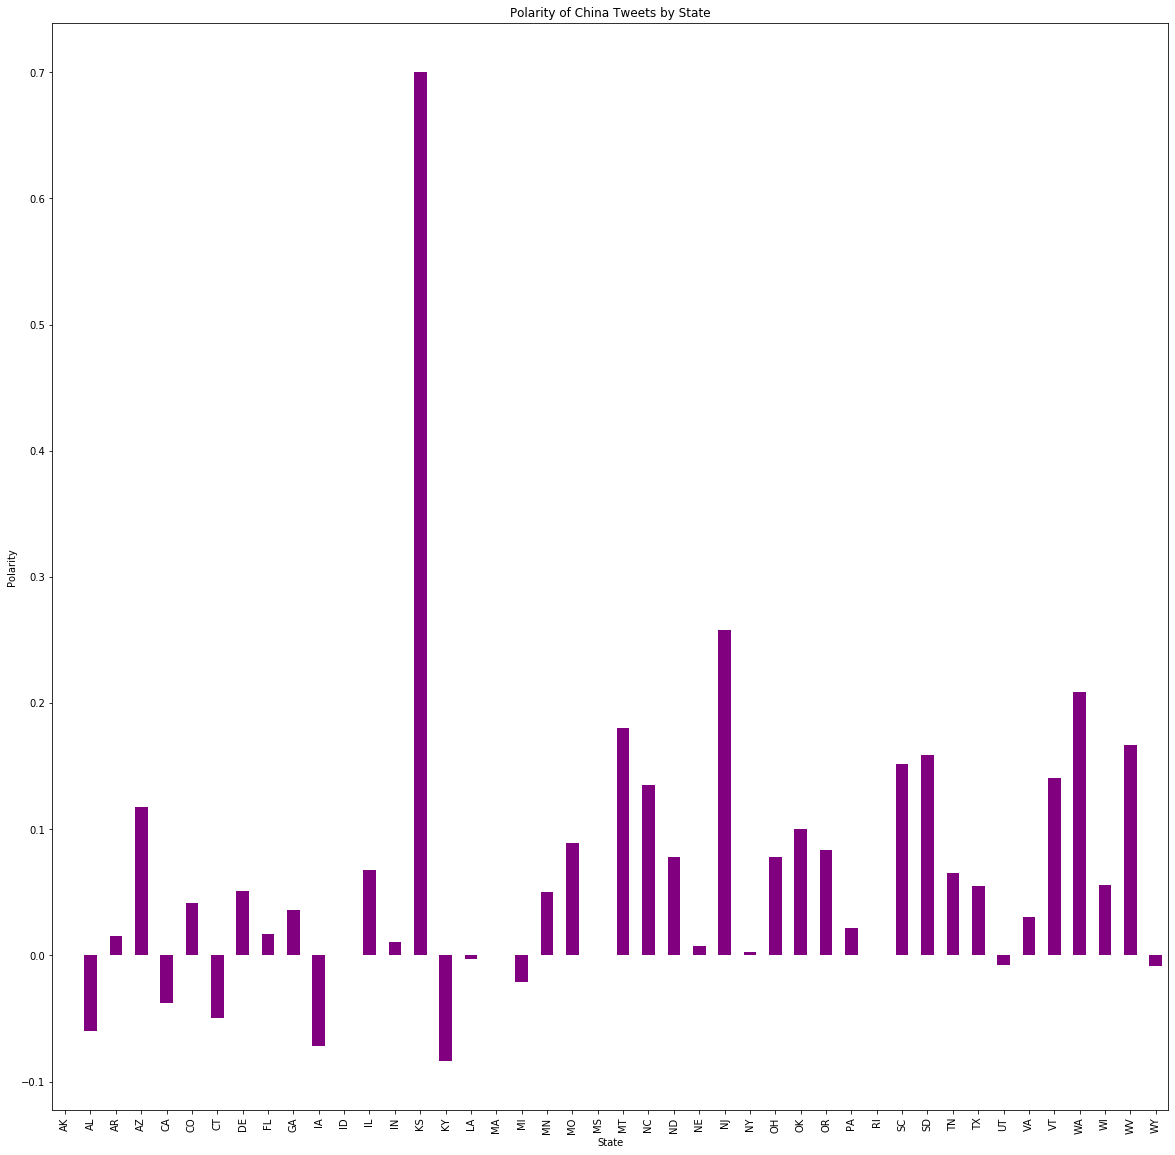 Polarity of China Tweets by State
0.7
0.6
0.5
0.4
0.3
0.2
0.1
0.0
−0.1
Polarity
AK AL AR AZ CA CO CT DE FL GA IA ID IL IN KS KY LA MA MI MN MO MS MT NC ND NE NJ NY OH OK OR PA RI SC SD TN TX UT VA VT WA WI WV WY
State